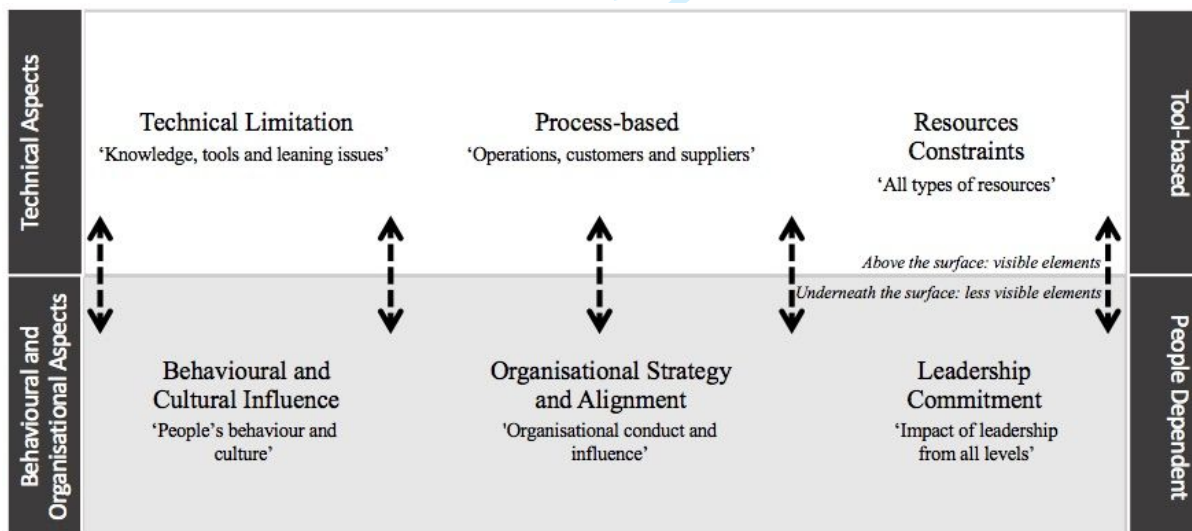 Technical Aspects
Technical Limitation
‘Knowledge, tools and leaning issues’
Process-based
‘Operations, customers and suppliers’
Resources
Constraints
‘All types of resources’
Tool-based
Above the surface: visible elements
Underneath the surface: less visible elements
Behavioural and
Organisational Aspects
Behavioural and
Cultural Influence
‘People’s behaviour and
culture’
Organisational Strategy
and Alignment
'Organisational conduct and
influence’
Leadership
Commitment
‘Impact of leadership
from all levels’
People Dependent